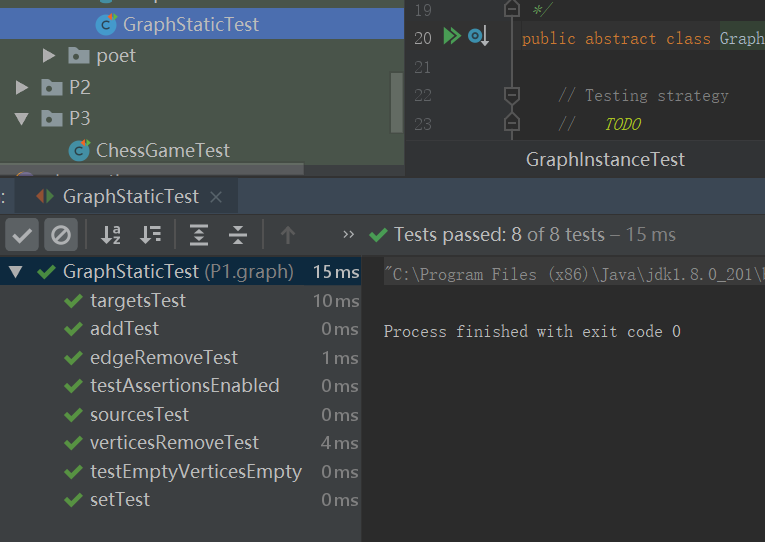 GraphStaticTest
poet
P2
P3
ChessGameTest
19 */
20 public abstract class Graph
21
22 // Testing strategy
23 // TODO
GraphInstanceTest
: GraphStaticTest ×
» Tests passed: 8 of 8 tests – 15 ms
GraphStaticTest (P1.graph) 15 ms
targetsTest 10 ms
addTest 0 ms
edgeRemoveTest 1 ms
testAssertionsEnabled 0 ms
sourcesTest 0 ms
verticesRemoveTest 4 ms
testEmptyVerticesEmpty 0 ms
setTest 0 ms
"C:\Program Files (x86)\Java\jdk1.8.0_201\
Process finished with exit code 0